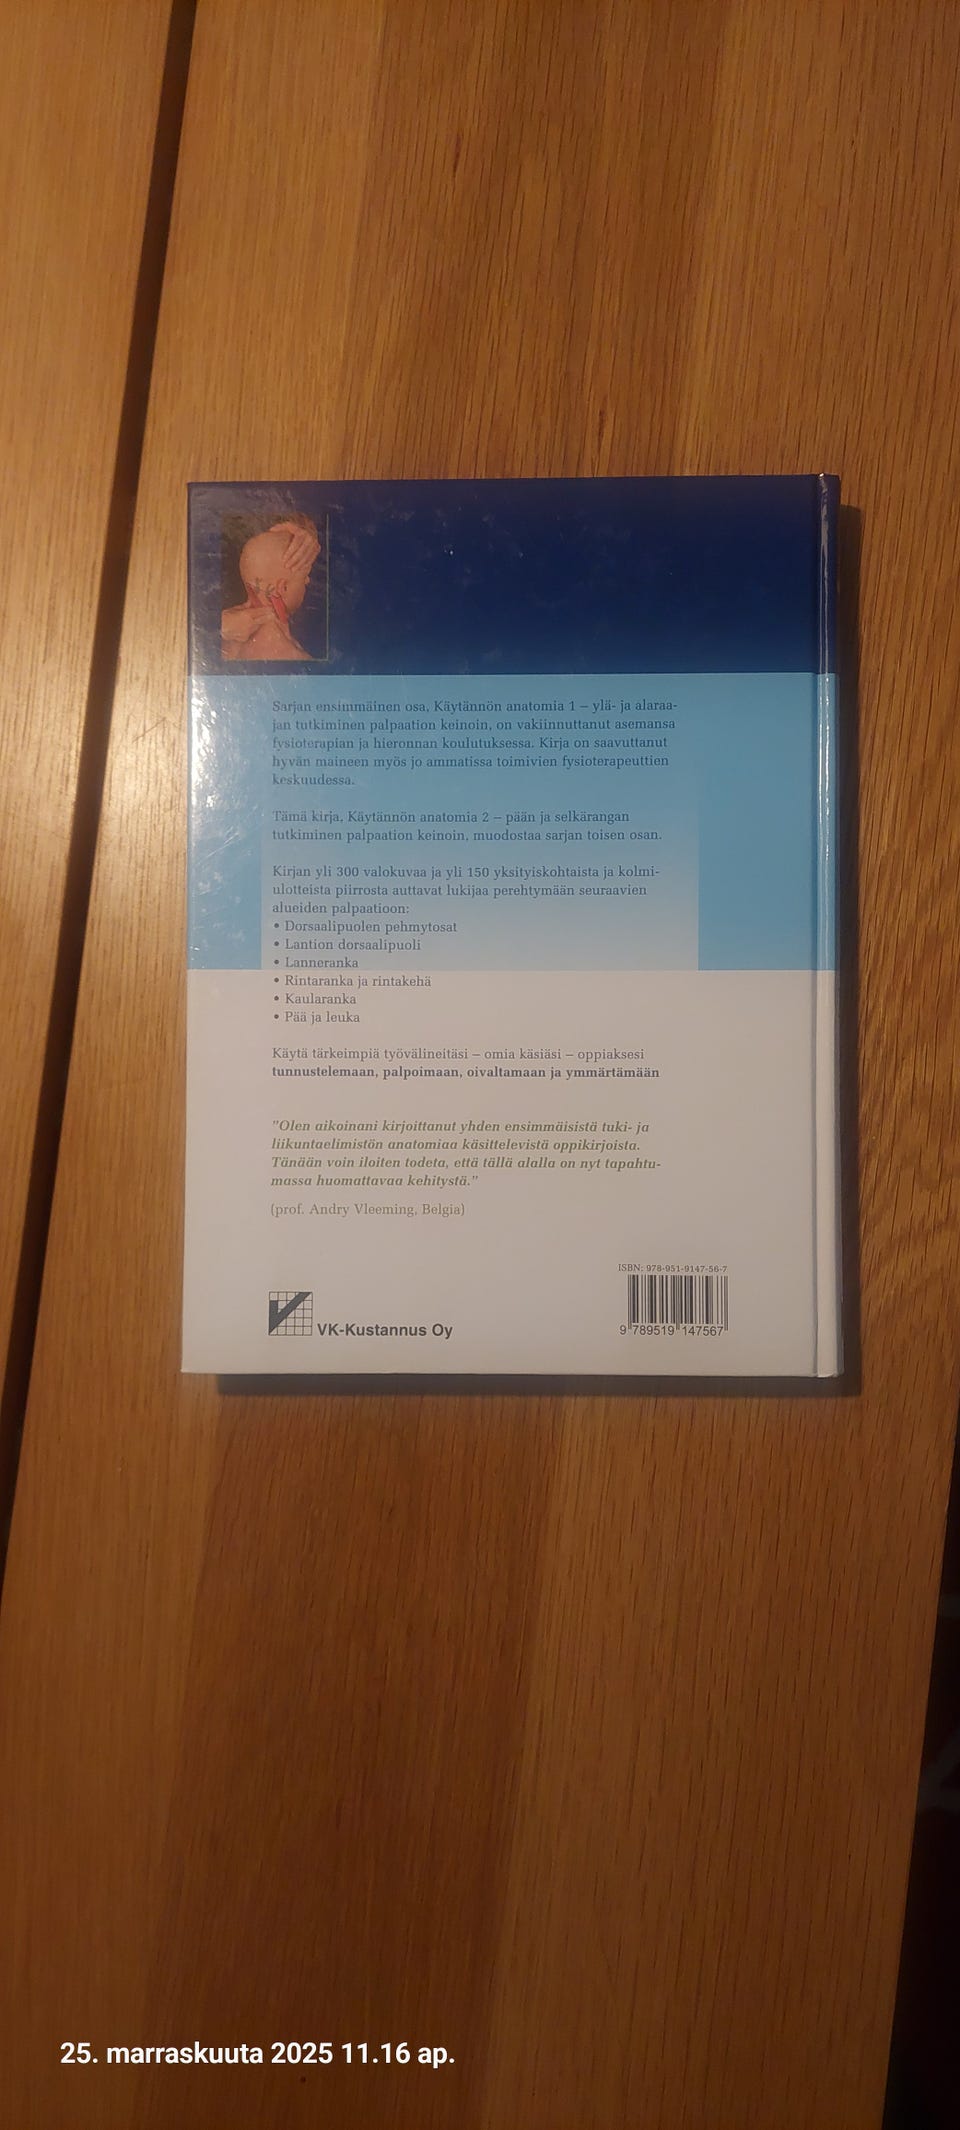 Sarjan ensimmäinen osa, Käytännön anatomia 1 – ylä- ja alaraa-
jan tutkiminen palpaation keinoin, on vakiinnuttanut asemansa
fysioterapian ja hieronnan koulutuksessa. Kirja on saavuttanut
hyvän maineen myös jo ammatissa toimivien fysioterapeuttien
keskuudessa.
Tämä kirja, Käytännön anatomia 2 – pään ja selkärangan
tutkiminen palpaation keinoin, muodostaa sarjan toisen osan.
Kirjan yli 300 valokuvaa ja yli 150 yksityiskohtaista ja kolmi-
ulotteista piirrosta auttavat lukijaa perehtymään seuraavien
alueiden palpaatioon:
• Dorsaalipuolen pehmytosat
• Lantion dorsaalipuoli
• Lanneranka
• Rintaranka ja rintakehä
• Kaularanka
• Pää ja leuka
Käytä tärkeimpiä työvälineitäsi – omia käsiäsi – oppiaksesi
tunnustelemaan, palpoimaan, oivaltamaan ja ymmärtämään
"Olen aikoinani kirjoittanut yhden ensimmäisistä tuki- ja
liikuntaelimistön anatomiaa käsittelevistä oppikirjoista.
Tänään voin iloiten todeta, että tällä alalla on nyt tapahtu-
massa huomattavaa kehitystä."
(prof. Andry Vleeming, Belgia)
ISBN: 978-951-9147-56-7
VK-Kustannus Oy
9 789519 147567
25. marraskuuta 2025 11.16 ap.